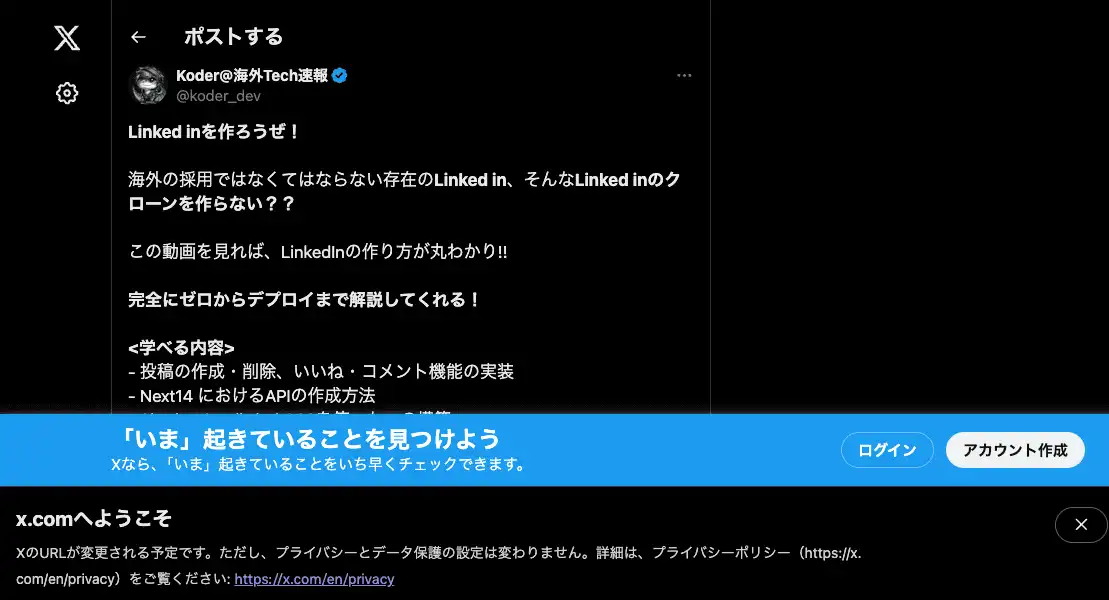 ポストする
Koder@海外Tech速報
@koder_dev
Linked inを作ろうぜ！
海外の採用ではなくてはならない存在のLinked in、そんなLinked inのク
ローンを作らない？？
この動画を見れば、LinkedInの作り方が丸わかり!!
完全にゼロからデプロイまで解説してくれる！
<学べる内容>
- 投稿の作成・削除、いいね・コメント機能の実装
- Next14 におけるAPIの作成方法
「いま」起きていることを見つけよう
Xなら、「いま」起きていることをいち早くチェックできます。
ログイン
アカウント作成
x.comへようこそ
XのURLが変更される予定です。ただし、プライバシーとデータ保護の設定は変わりません。詳細は、プライバシーポリシー（https://x.
com/en/privacy）をご覧ください: https://x.com/en/privacy